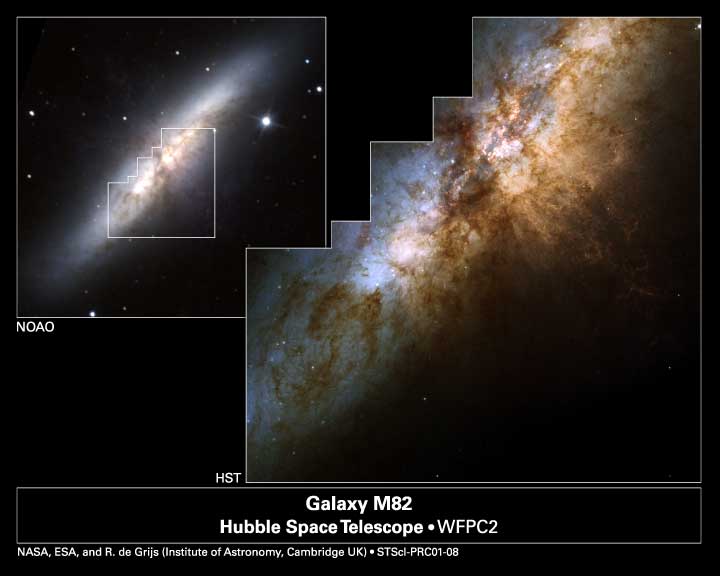 NOAO
HST
Galaxy M82
Hubble Space Telescope • WFPC2
NASA, ESA, and R. de Grijs (Institute of Astronomy, Cambridge UK) • STScI-PRC01-08